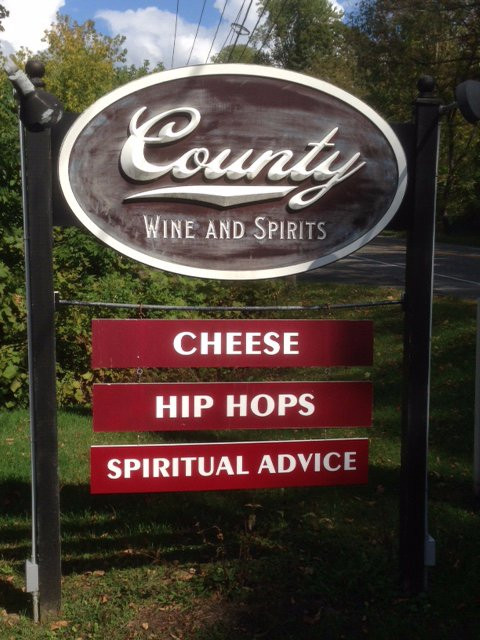 County
WINE AND SPIRITS
CHEESE
HIP HOPS
SPIRITUAL ADVICE